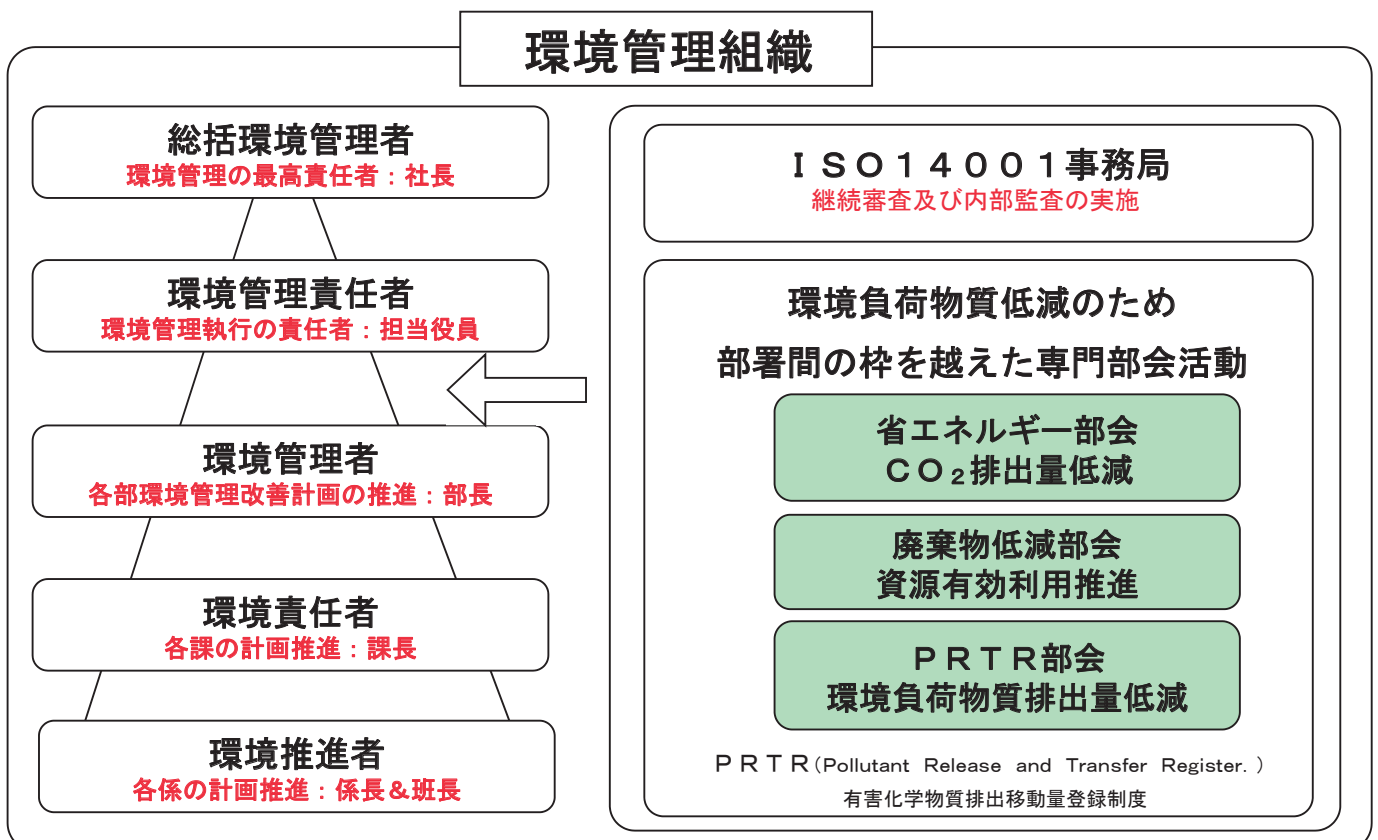 環境管理組織
総括環境管理者
環境管理の最高責任者：社長
環境管理責任者
環境管理執行の責任者：担当役員
環境管理者
各部環境管理改善計画の推進：部長
環境責任者
各課の計画推進：課長
環境推進者
各係の計画推進：係長＆班長
ＩＳＯ１４００１事務局
継続審査及び内部監査の実施
環境負荷物質低減のため
部署間の枠を越えた専門部会活動
省エネルギー部会
ＣＯ₂排出量低減
廃棄物低減部会
資源有効利用推進
ＰＲＴＲ部会
環境負荷物質排出量低減
ＰＲＴＲ(Pollutant Release and Transfer Register. )
有害化学物質排出移動量登録制度